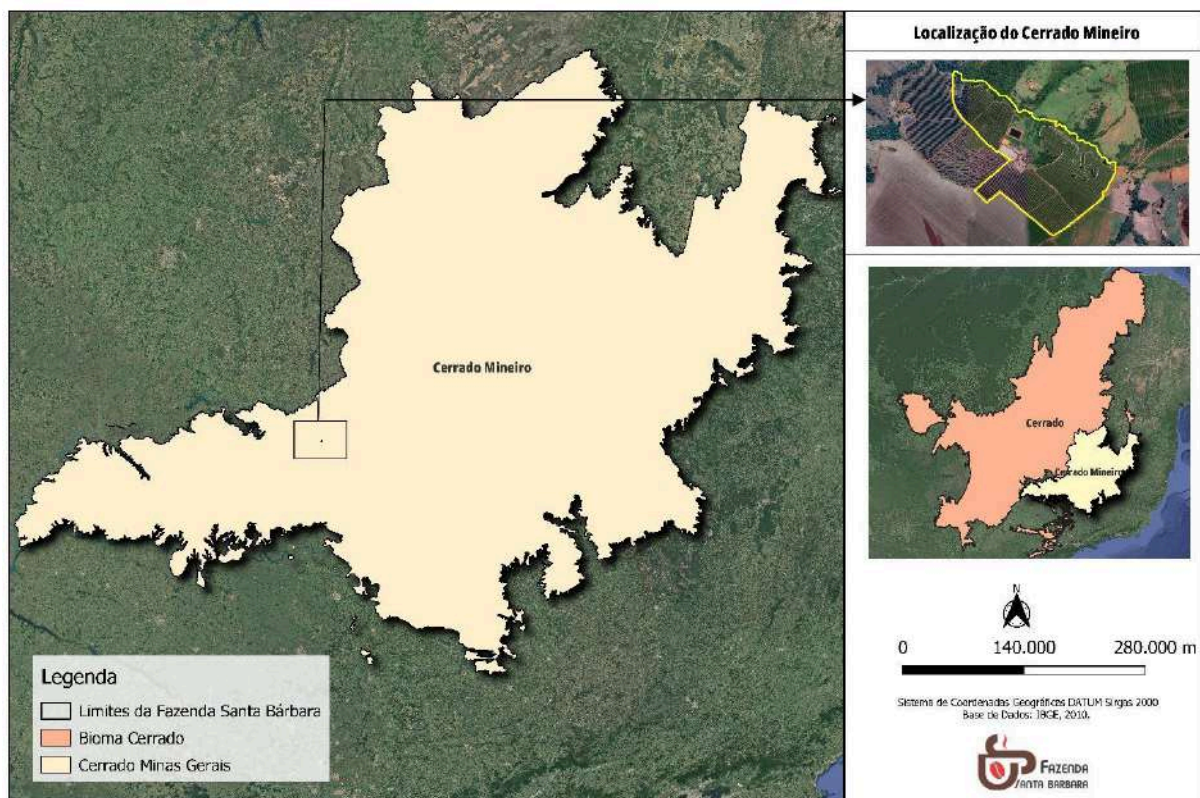 Localização do Cerrado Mineiro
Cerrado Mineiro
Cerrado
Cerrado Mineiro
N
0 140.000 280.000 m
Sistema de Coordenadas Geográficas DATUM Sirgas 2000
Base de Dados: IBGE, 2010.
FAZENDA
SANTA BÁRBARA
Legenda
Limites da Fazenda Santa Bárbara
Bioma Cerrado
Cerrado Minas Gerais